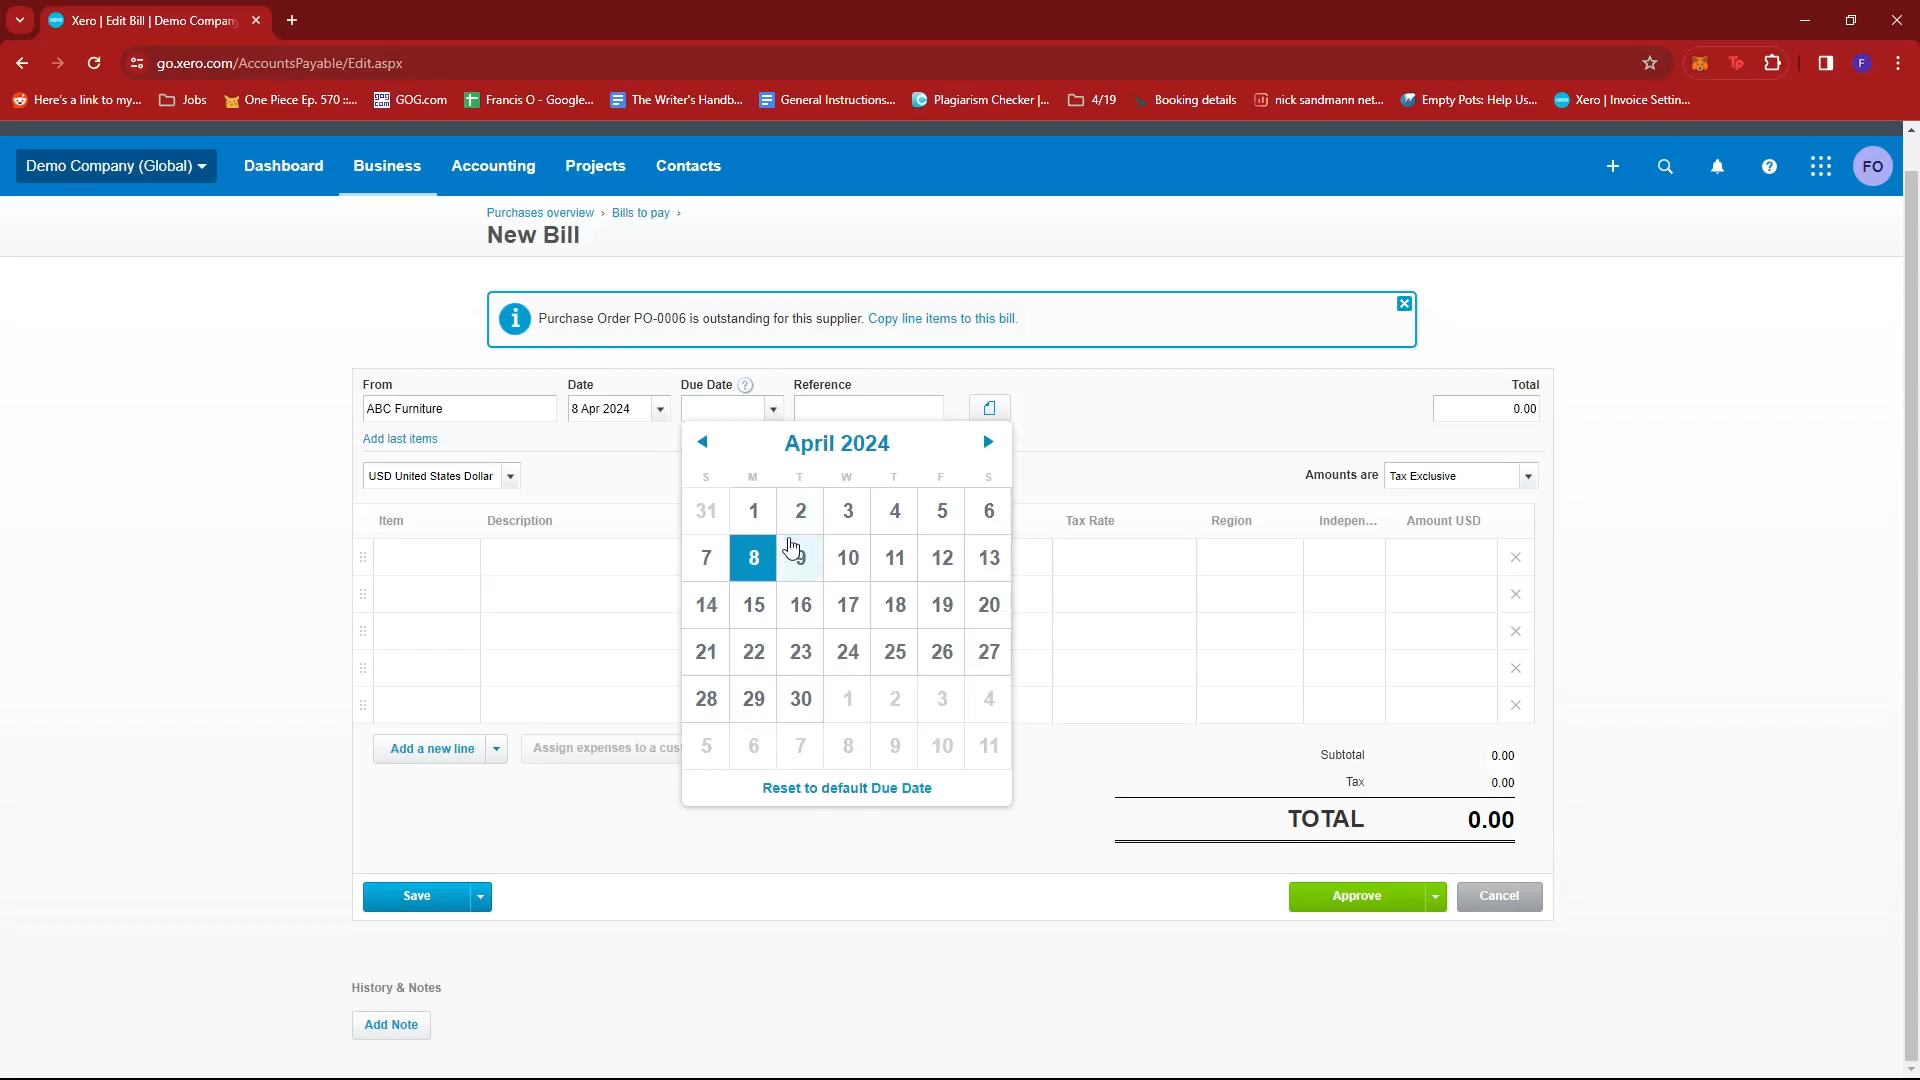 Xero | Edit Bill | Demo Company
go.xero.com/AccountsPayable/Edit.aspx
Tp
F
Here's a link to my...
Jobs
One Piece Ep. 570 ::...
GOG.com
Francis O - Google...
The Writer's Handb...
General Instructions...
Plagiarism Checker |...
4/19
Booking details
nick sandmann net...
Empty Pots: Help Us...
Xero | Invoice Settin...
Demo Company (Global)
Dashboard
Business
Accounting
Projects
Contacts
FO
Purchases overview › Bills to pay ›
New Bill
Purchase Order PO-0006 is outstanding for this supplier. Copy line items to this bill.
From Date Due Date ? Reference Total
ABC Furniture 8 Apr 2024 0.00
Add last items
April 2024
USD United States Dollar Amounts are Tax Exclusive
S M T W T F S
31 1 2 3 4 5 6
7 8 9 10 11 12 13
14 15 16 17 18 19 20
21 22 23 24 25 26 27
28 29 30 1 2 3 4
5 6 7 8 9 10 11
Reset to default Due Date
Item Description Tax Rate Region Indepen... Amount USD
Add a new line
Assign expenses to a cus
Subtotal 0.00
Tax 0.00
TOTAL 0.00
Save
Approve
Cancel
History & Notes
Add Note